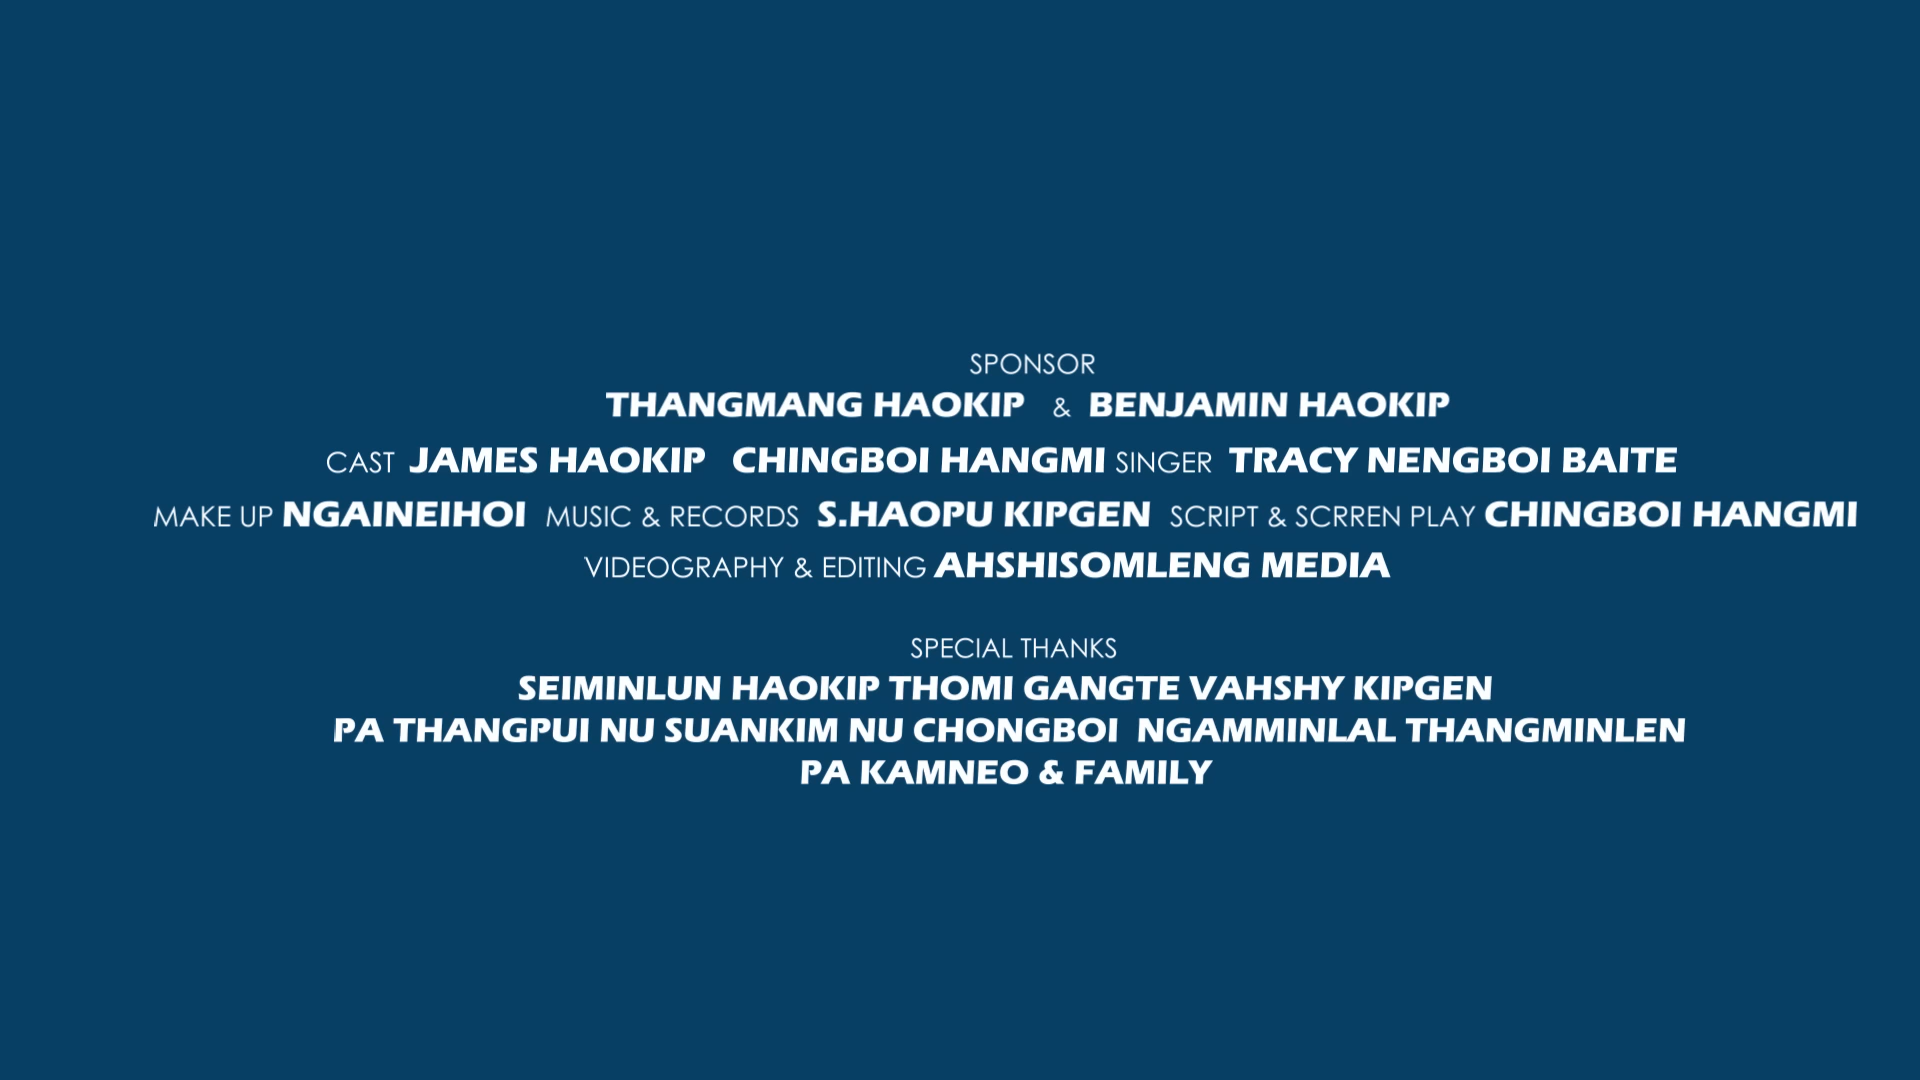 SPONSOR
THANGMANG HAOKIP & BENJAMIN HAOKIP
CAST JAMES HAOKIP CHINGBOI HANGMI SINGER TRACY NENGBOI BAITE
MAKE UP NGAINEIHOI MUSIC & RECORDS S.HAOPU KIPGEN SCRIPT & SCRREN PLAY CHINGBOI HANGMI
VIDEOGRAPHY & EDITING AHSHISOMLENG MEDIA
SPECIAL THANKS
SEIMINLUN HAOKIP THOMI GANGTE VAHSHY KIPGEN
PA THANGPUI NU SUANKIM NU CHONGBOI NGAMMINLAL THANGMINLEN
PA KAMNEO & FAMILY